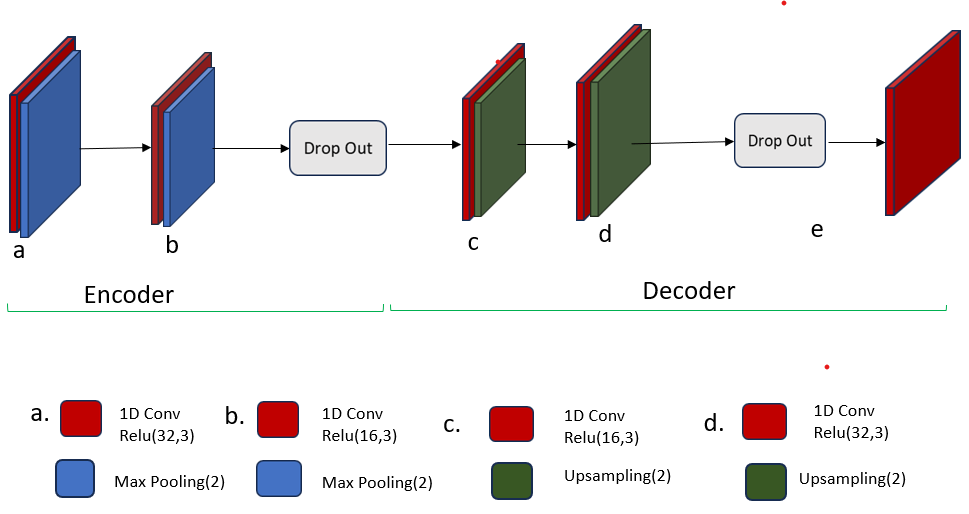 Drop Out
Drop Out
a
b
c
d
e
Encoder
Decoder
a.
1D Conv
Relu(32,3)
Max Pooling(2)
b.
1D Conv
Relu(16,3)
Max Pooling(2)
c.
1D Conv
Relu(16,3)
Upsampling(2)
d.
1D Conv
Relu(32,3)
Upsampling(2)